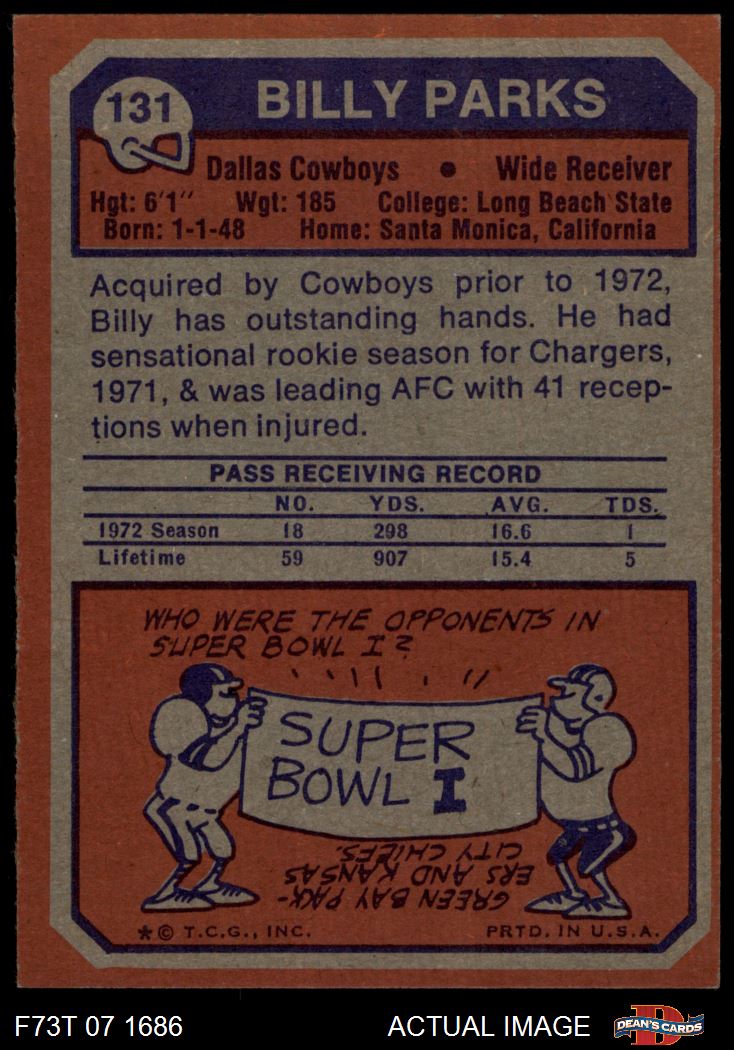 131
BILLY PARKS
Dallas Cowboys • Wide Receiver
Hgt: 6'1" Wgt: 185 College: Long Beach State
Born: 1-1-48 Home: Santa Monica, California
Acquired by Cowboys prior to 1972,
Billy has outstanding hands. He had
sensational rookie season for Chargers,
1971, & was leading AFC with 41 recep-
tions when injured.
PASS RECEIVING RECORD
NO. YDS. AVG. TDS.
1972 Season 18 298 16.6 1
Lifetime 59 907 15.4 5
WHO WERE THE OPPONENTS IN
SUPER BOWL I?
SUPER
BOWL I
GREEN BAY PACK-
ERS AND KANSAS
CITY CHIEFS.
* © T.C.G., INC. PRTD. IN U.S.A.
F73T 07 1686 ACTUAL IMAGE
D
DEAN'S CARDS